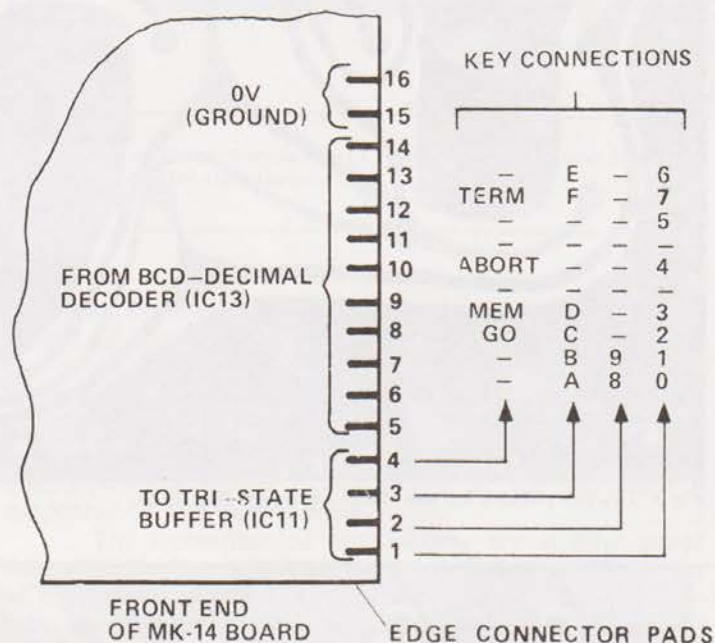 KEY CONNECTIONS
0V
(GROUND)
16
15
14
13
12
11
10
9
8
7
6
5
4
3
2
1
FROM BCD–DECIMAL
DECODER (IC13)
TO TRI–STATE
BUFFER (IC11)
– E – 6
TERM F – 7
– – – 5
– – – –
ABORT – – 4
– – – –
MEM D – 3
GO C – 2
– B 9 1
– A 8 0
FRONT END
OF MK-14 BOARD
EDGE CONNECTOR PADS